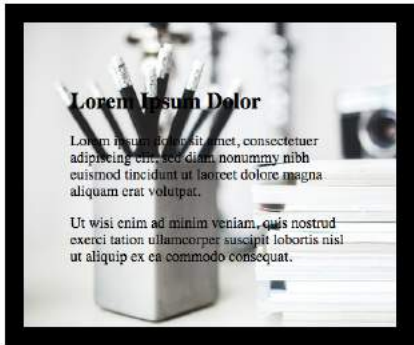 Lorem Ipsum Dolor
Lorem ipsum dolor sit amet, consectetuer
adipiscing elit, sed diam nonummy nibh
euismod tincidunt ut laoreet dolore magna
aliquam erat volutpat.
Ut wisi enim ad minim veniam, quis nostrud
exerci tation ullamcorper suscipit lobortis nisl
ut aliquip ex ea commodo consequat.